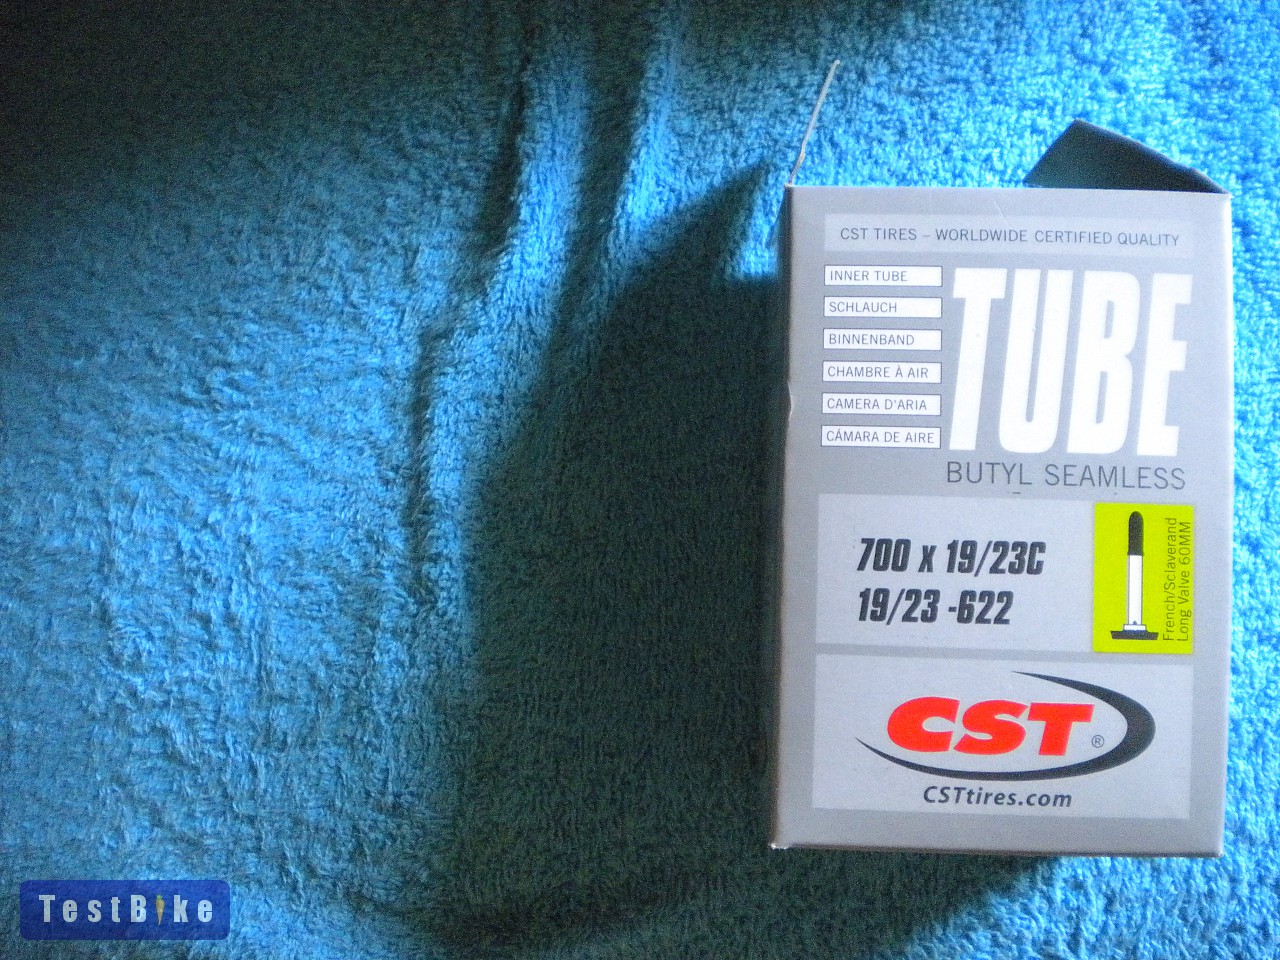 CST TIRES – WORLDWIDE CERTIFIED QUALITY
INNER TUBE
SCHLAUCH
BINNENBAND
CHAMBRE À AIR
CAMERA D'ARIA
CÁMARA DE AIRE
TUBE
BUTYL SEAMLESS
700 x 19/23C
19/23 -622
French/Sclaverand
Long Valve 60MM
CST®
CSTtires.com
TestBike